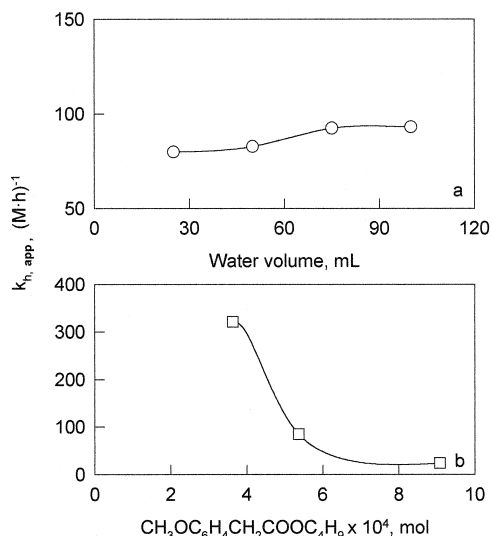 150
100
50
0 30 60 90 120
a
Water volume, mL
k_h, app, (M·h)^-1
400
300
200
100
0
0 2 4 6 8 10
b
CH₃OC₆H₄CH₂COOC₄H₉ x 10⁴, mol